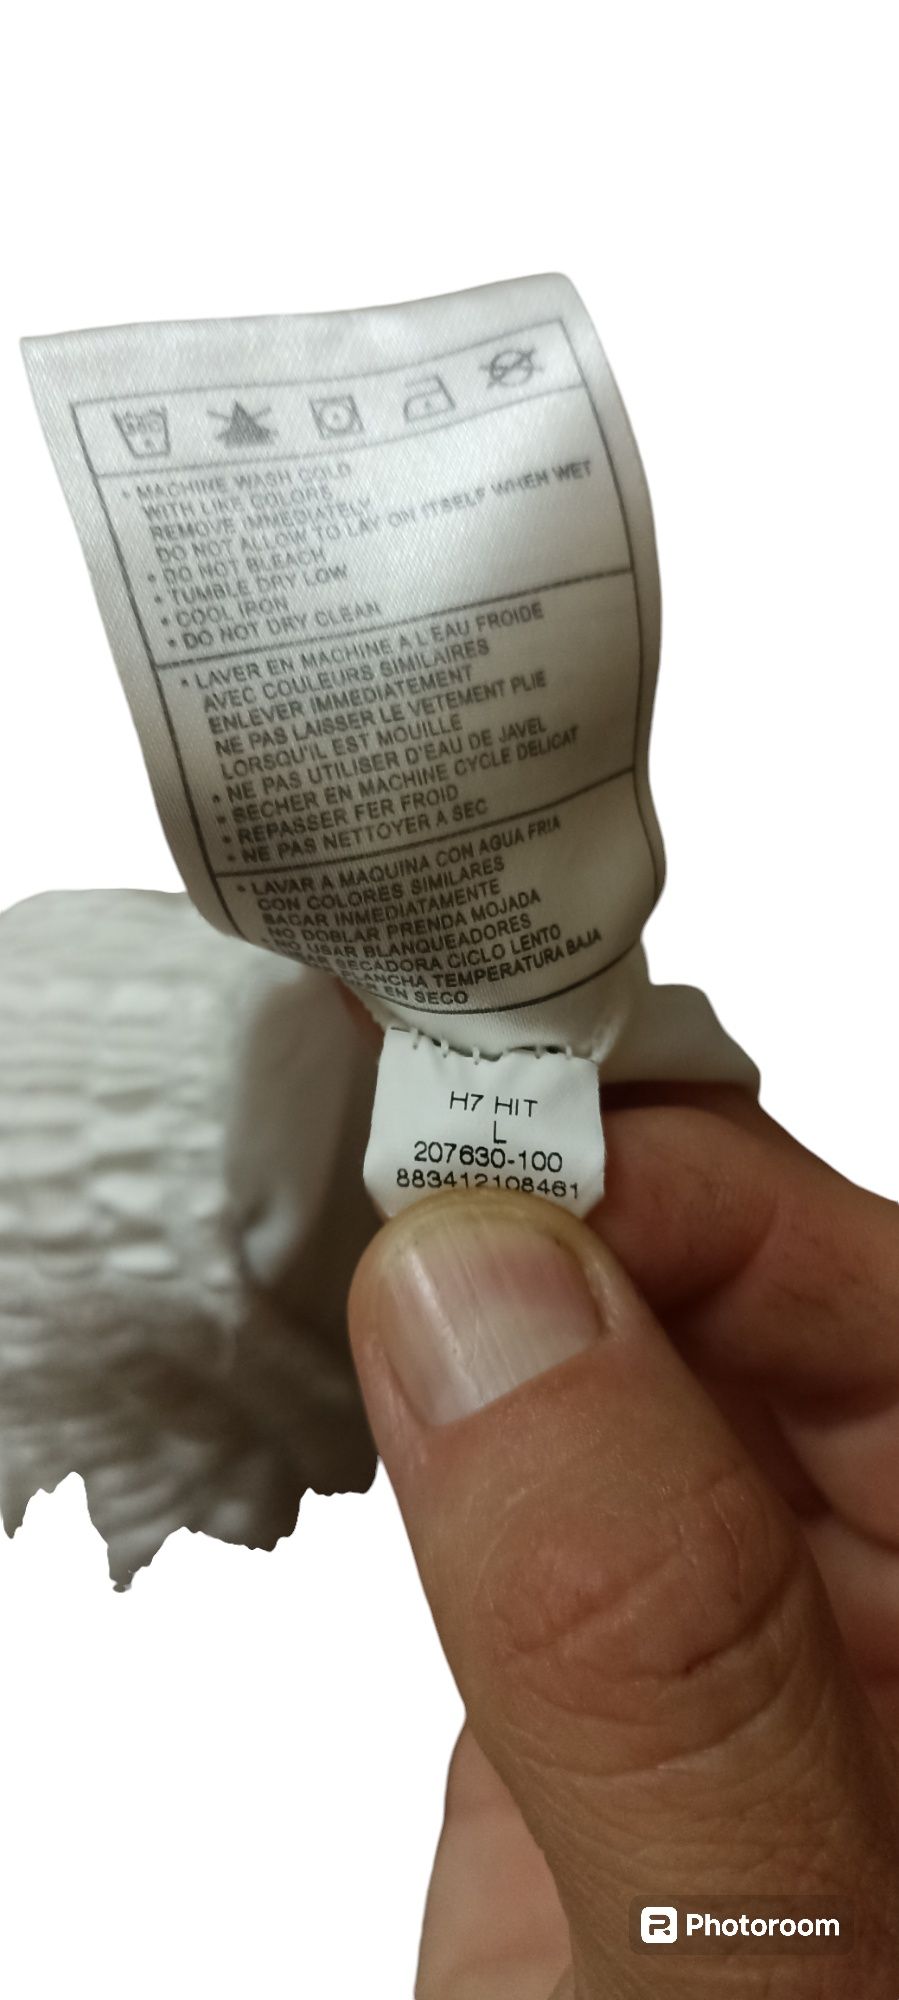 • MACHINE WASH COLD
WITH LIKE COLORS
REMOVE IMMEDIATELY
DO NOT ALLOW TO LAY ON ITSELF WHEN WET
• DO NOT BLEACH
• TUMBLE DRY LOW
• COOL IRON
• DO NOT DRY CLEAN
• LAVER EN MACHINE A L'EAU FROIDE
AVEC COULEURS SIMILAIRES
ENLEVER IMMEDIATEMENT
NE PAS LAISSER LE VETEMENT PLIE
LORSQU'IL EST MOUILLE
• NE PAS UTILISER D'EAU DE JAVEL
• SECHER EN MACHINE CYCLE DELICAT
• REPASSER FER FROID
• NE PAS NETTOYER A SEC
• LAVAR A MAQUINA CON AGUA FRIA
CON COLORES SIMILARES
SACAR INMEDIATAMENTE
NO DOBLAR PRENDA MOJADA
• NO USAR BLANQUEADORES
SECADORA CICLO LENTO
PLANCHA TEMPERATURA BAJA
EN SECO
H7 HIT
L
207630-100
883412108461
Photoroom